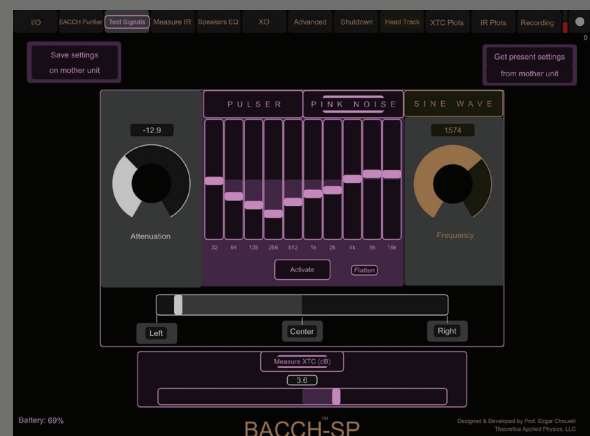 I/O BACCH Purifier Test Signals Measure IR Speakers EQ XO Advanced Shutdown Head Track XTC Plots IR Plots Recording
0
Save settings
on mother unit
Get present settings
from mother unit
PULSER PINK NOISE SINE WAVE
-12.9 1574
Attenuation Frequency
32 64 128 256 512 1k 2k 4k 8k 16k
Activate Flatten
Left Center Right
Measure XTC (dB)
3.6
Battery: 69%
BACCH-SP™
Designed & Developed by Prof. Edgar Choueiri
Theoretica Applied Physics, LLC